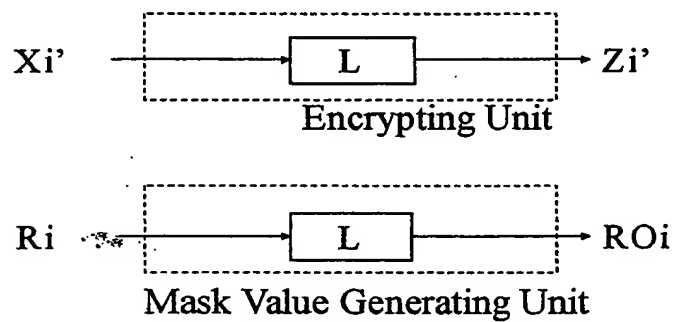 Xi' L Zi'
Encrypting Unit
Ri L ROi
Mask Value Generating Unit